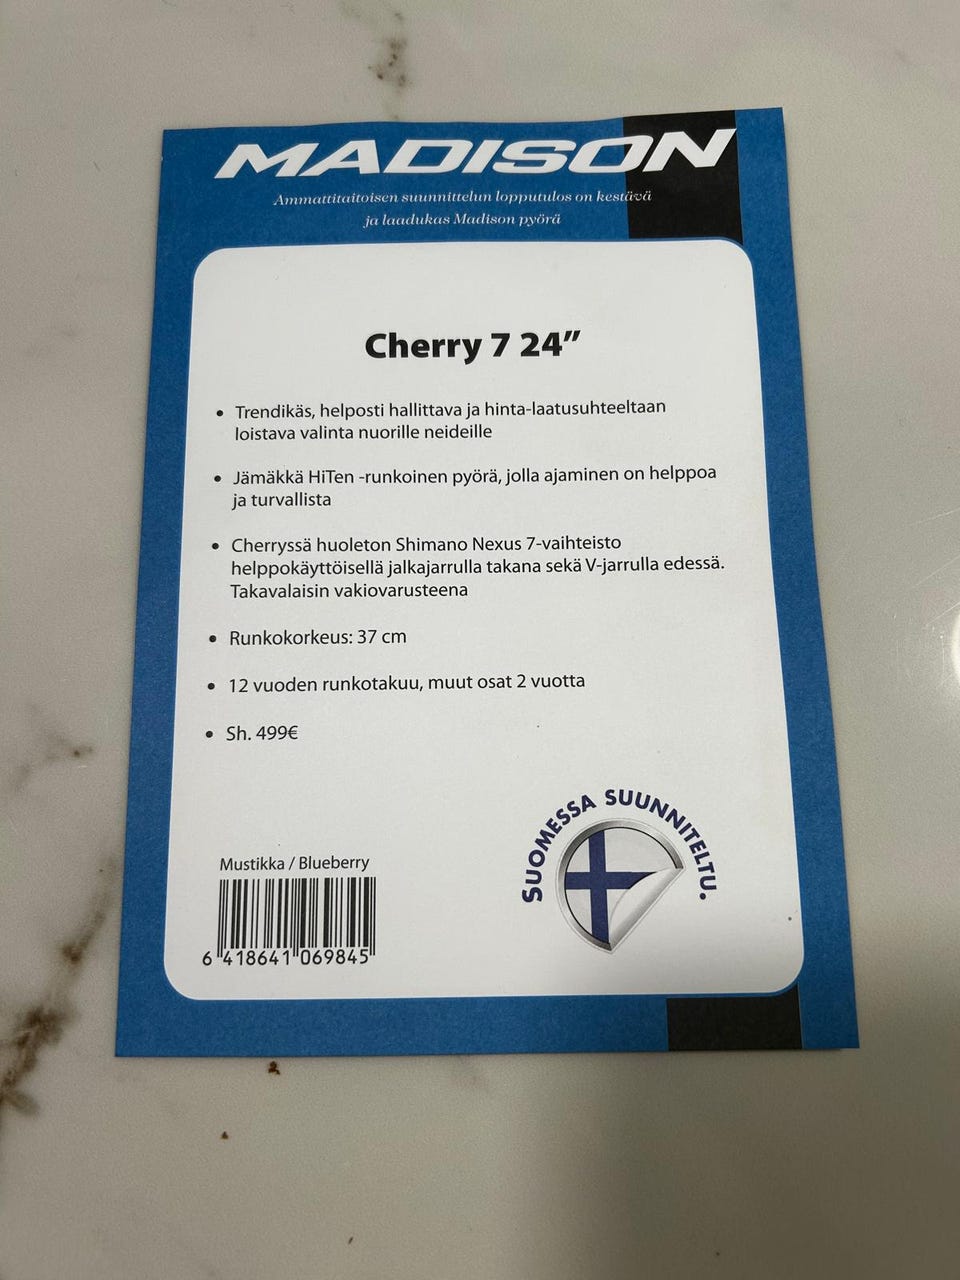 MADISON
Ammattitaitoisen suunnittelun lopputulos on kestävä
ja laadukas Madison pyörä
Cherry 7 24”
• Trendikäs, helposti hallittava ja hinta-laatusuhteeltaan
loistava valinta nuorille neideille
• Jämäkkä HiTen -runkoinen pyörä, jolla ajaminen on helppoa
ja turvallista
• Cherryssä huoleton Shimano Nexus 7-vaihteisto
helppokäyttöisellä jalkajarrulla takana sekä V-jarrulla edessä.
Takavalaisin vakiovarusteena
• Runkokorkeus: 37 cm
• 12 vuoden runkotakuu, muut osat 2 vuotta
• Sh. 499€
SUOMESSA SUUNNITELTU.
Mustikka / Blueberry
6 418641 069845